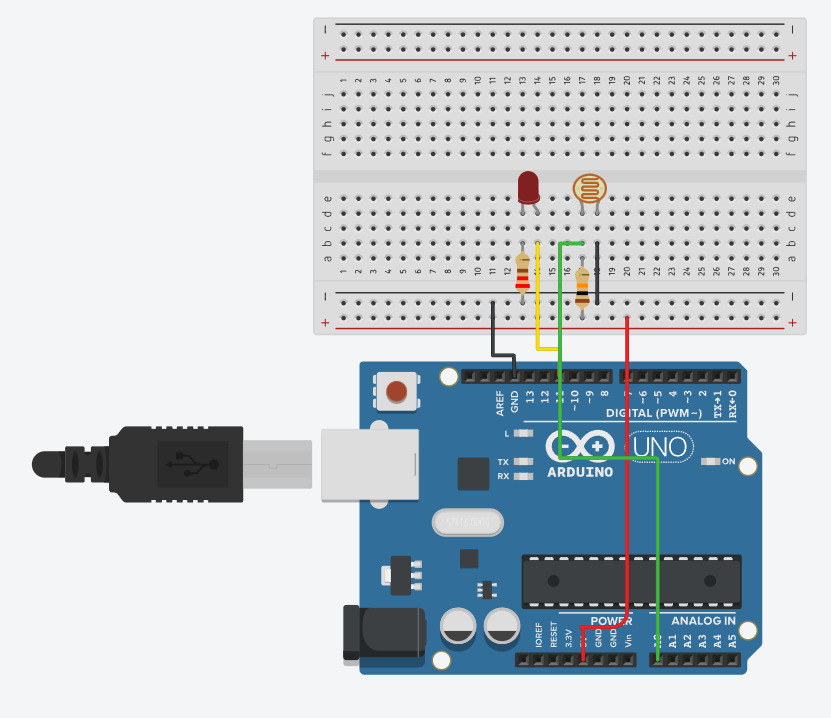 − −
+ +
1 2 3 4 5 6 7 8 9 10 11 12 13 14 15 16 17 18 19 20 21 22 23 24 25 26 27 28 29 30
j j
i i
h h
g g
f f
e e
d d
c c
b b
a a
1 2 3 4 5 6 7 8 9 10 11 12 13 14 15 16 17 18 19 20 21 22 23 24 25 26 27 28 29 30
− −
+ +
AREF GND 13 12 ~10 ~9 8 ~6 ~5 4 ~3 2 TX→1 RX←0
DIGITAL (PWM~)
L
TX
RX
ARDUINO
UNO
ON
POWER ANALOG IN
IOREF RESET 3.3V GND GND Vin A0 A1 A2 A3 A4 A5